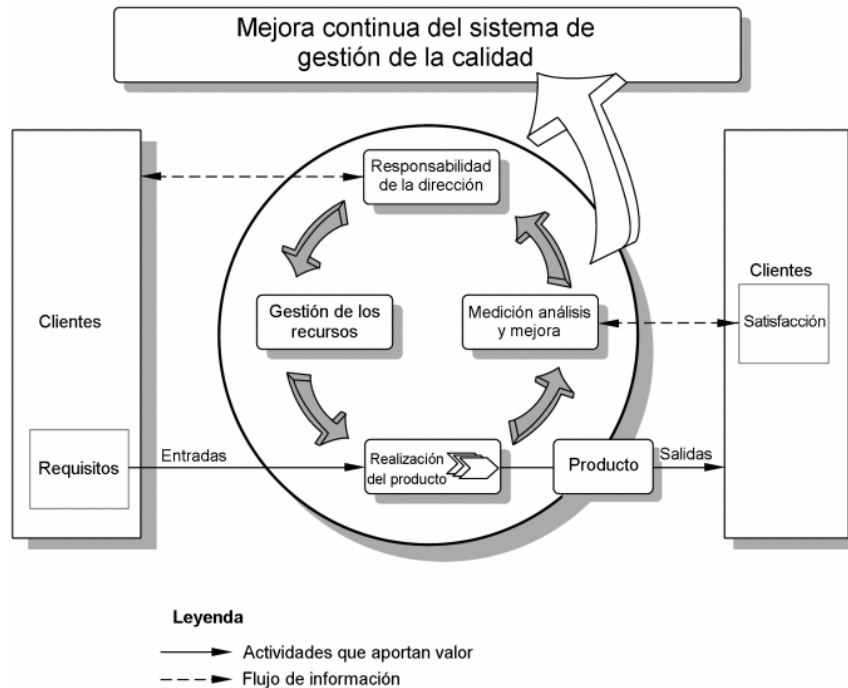 Mejora continua del sistema de
gestión de la calidad
Responsabilidad
de la dirección
Clientes
Gestión de los
recursos
Medición análisis
y mejora
Clientes
Satisfacción
Requisitos
Entradas
Realización
del producto
Producto
Salidas
Leyenda
Actividades que aportan valor
Flujo de información